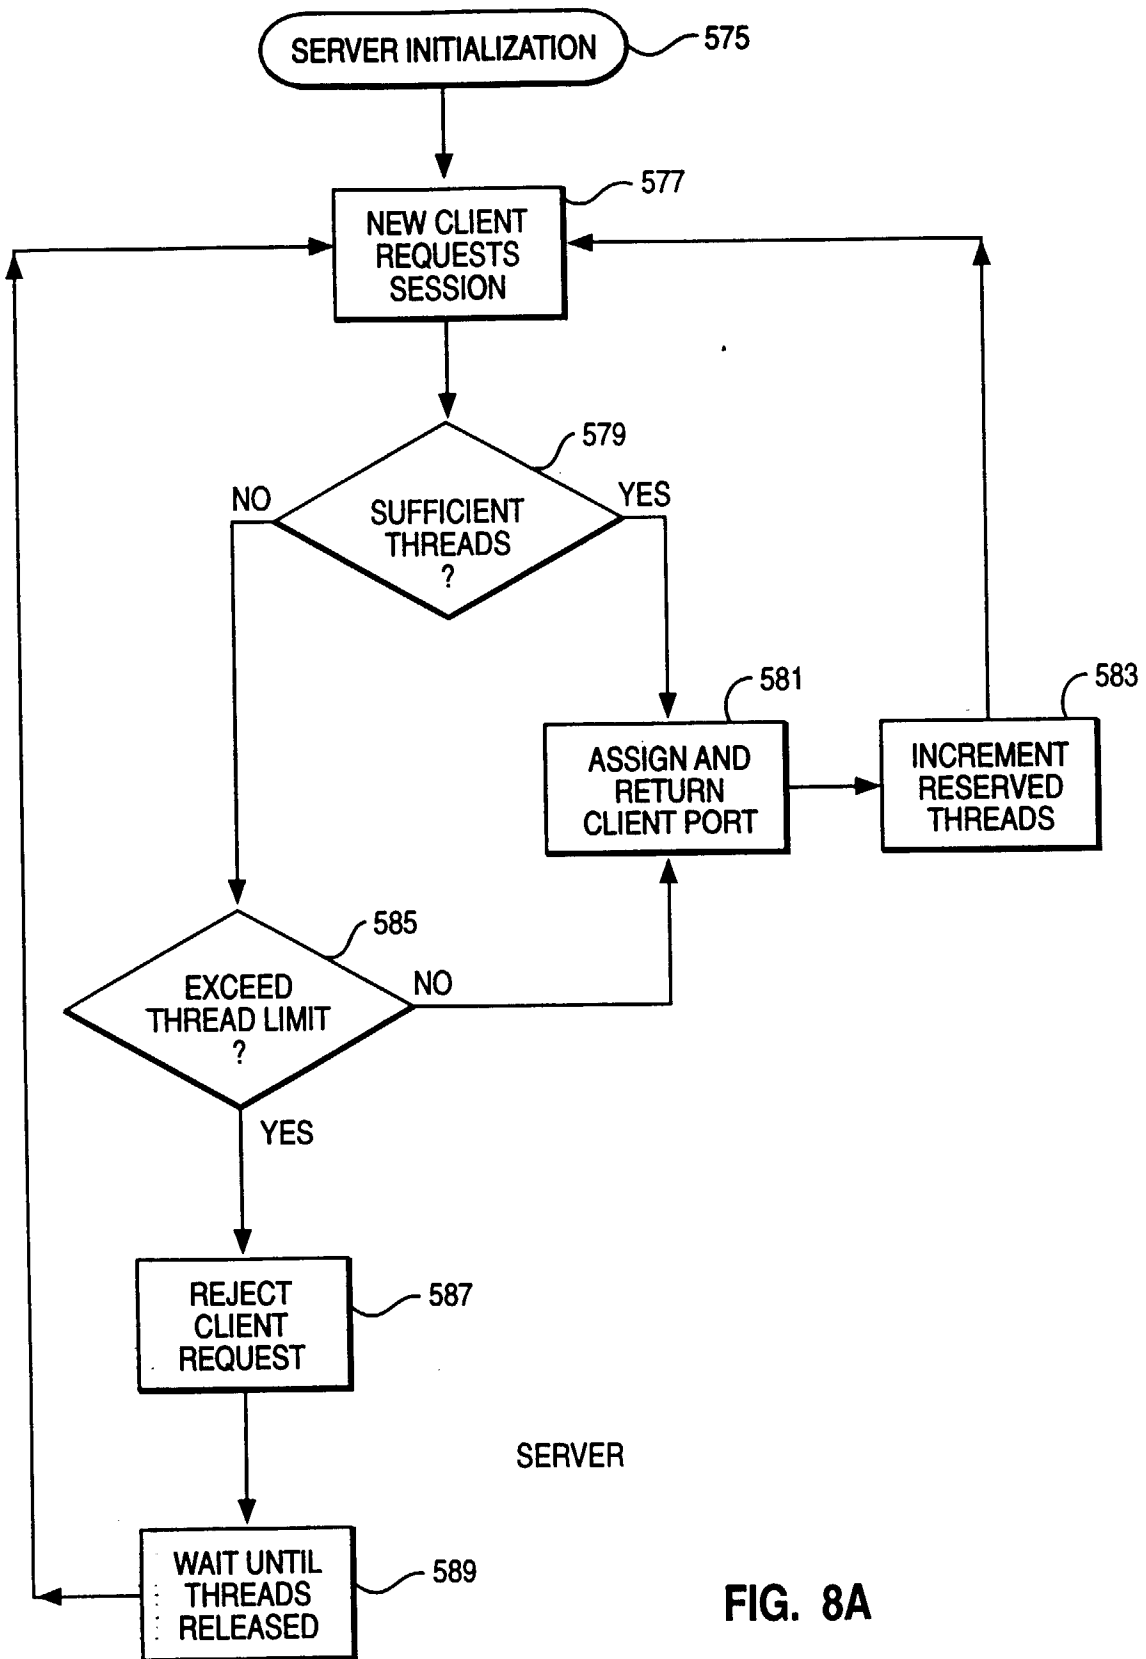 SERVER INITIALIZATION
575
577
NEW CLIENT
REQUESTS
SESSION
579
NO
YES
SUFFICIENT
THREADS
?
581
583
ASSIGN AND
RETURN
CLIENT PORT
INCREMENT
RESERVED
THREADS
585
EXCEED
THREAD LIMIT
?
NO
YES
REJECT
CLIENT
REQUEST
587
SERVER
WAIT UNTIL
THREADS
RELEASED
589
FIG. 8A